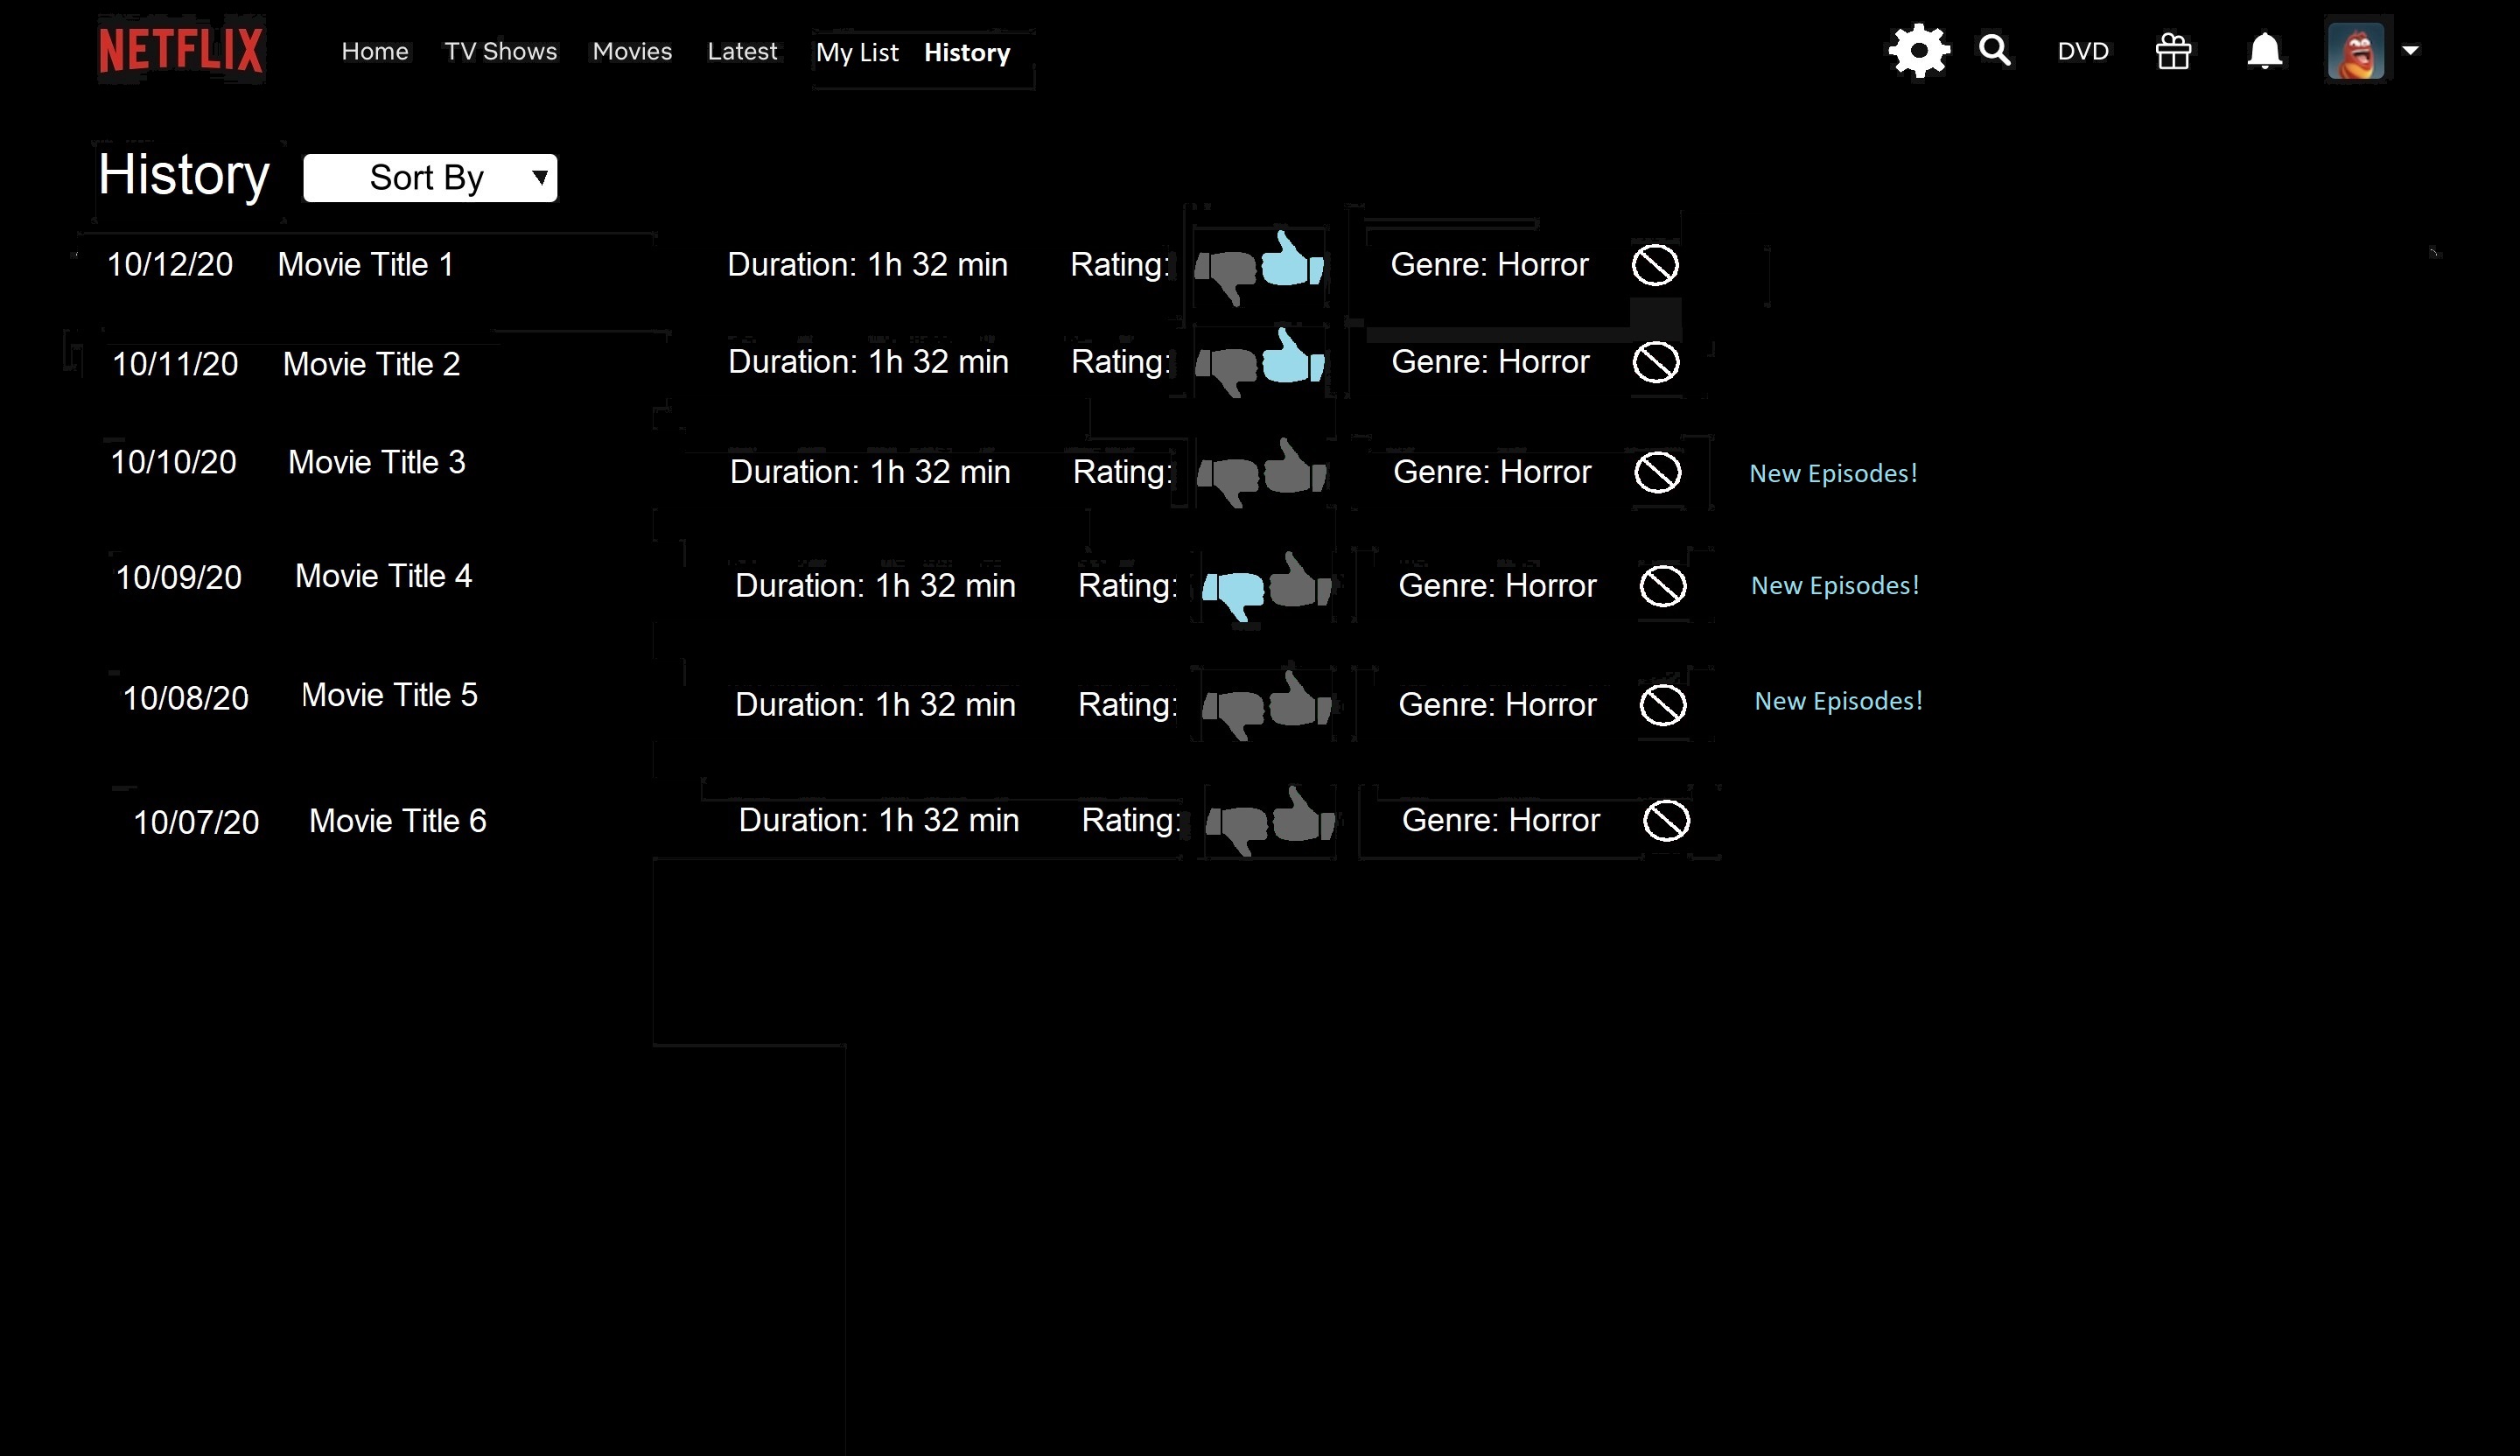 NETFLIX Home TV Shows Movies Latest My List History DVD
History Sort By
10/12/20 Movie Title 1 Duration: 1h 32 min Rating: Genre: Horror
10/11/20 Movie Title 2 Duration: 1h 32 min Rating: Genre: Horror
10/10/20 Movie Title 3 Duration: 1h 32 min Rating: Genre: Horror New Episodes!
10/09/20 Movie Title 4 Duration: 1h 32 min Rating: Genre: Horror New Episodes!
10/08/20 Movie Title 5 Duration: 1h 32 min Rating: Genre: Horror New Episodes!
10/07/20 Movie Title 6 Duration: 1h 32 min Rating: Genre: Horror